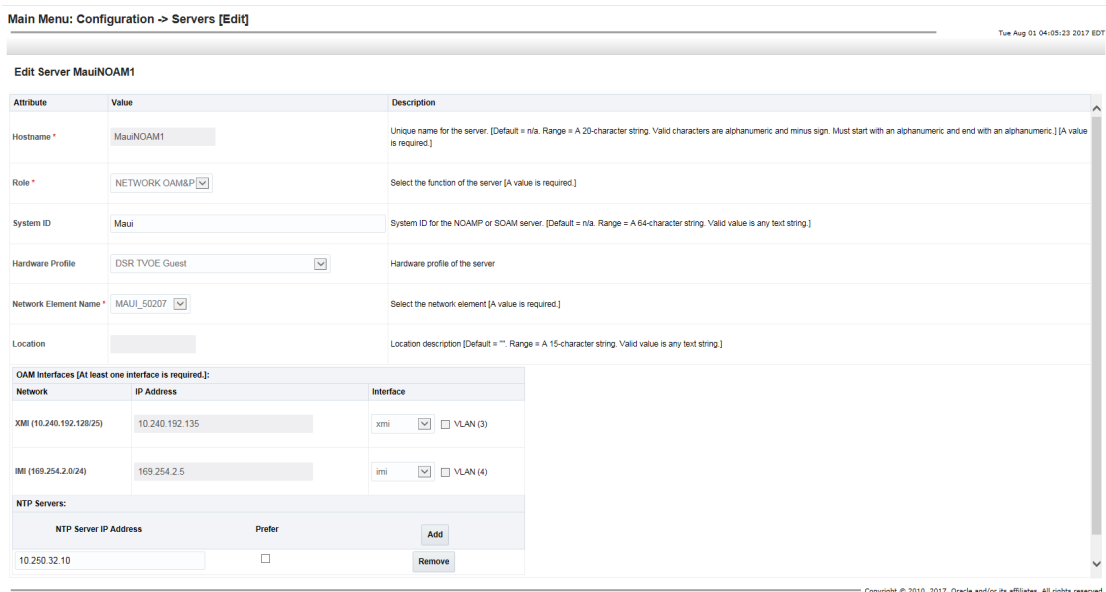 Main Menu: Configuration -> Servers [Edit]
Tue Aug 01 04:05:23 2017 EDT
Edit Server MauiNOAM1
Attribute Value Description
Hostname * MauiNOAM1 Unique name for the server. [Default = n/a. Range = A 20-character string. Valid characters are alphanumeric and minus sign. Must start with an alphanumeric and end with an alphanumeric.] [A value
is required.]
Role * NETWORK OAM&P Select the function of the server [A value is required.]
System ID Maui System ID for the NOAMP or SOAM server. [Default = n/a. Range = A 64-character string. Valid value is any text string.]
Hardware Profile DSR TVOE Guest Hardware profile of the server
Network Element Name * MAUI_50207 Select the network element [A value is required.]
Location Location description [Default = "". Range = A 15-character string. Valid value is any text string.]
OAM Interfaces [At least one interface is required.]:
Network IP Address Interface
XMI (10.240.192.128/25) 10.240.192.135 xmi VLAN (3)
IMI (169.254.2.0/24) 169.254.2.5 imi VLAN (4)
NTP Servers:
NTP Server IP Address Prefer Add
10.250.32.10 Remove
Copyright © 2010, 2017, Oracle and/or its affiliates. All rights reserved.